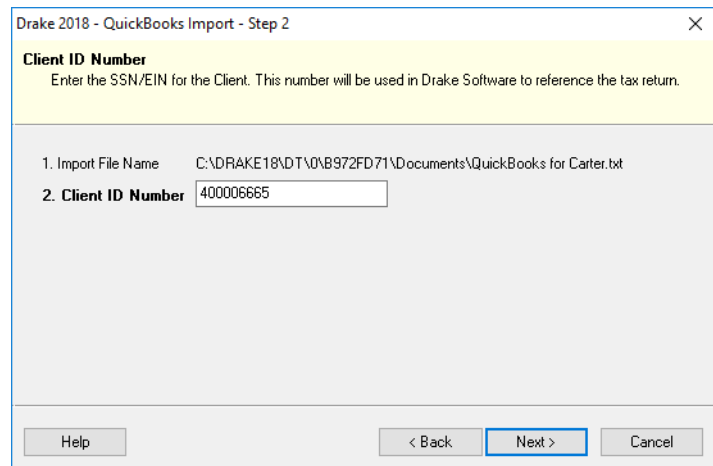 Drake 2018 - QuickBooks Import - Step 2
Client ID Number
Enter the SSN/EIN for the Client. This number will be used in Drake Software to reference the tax return.
1. Import File Name C:\DRAKE18\DT\0\B972FD71\Documents\QuickBooks for Carter.txt
2. Client ID Number 400006665
Help < Back Next > Cancel